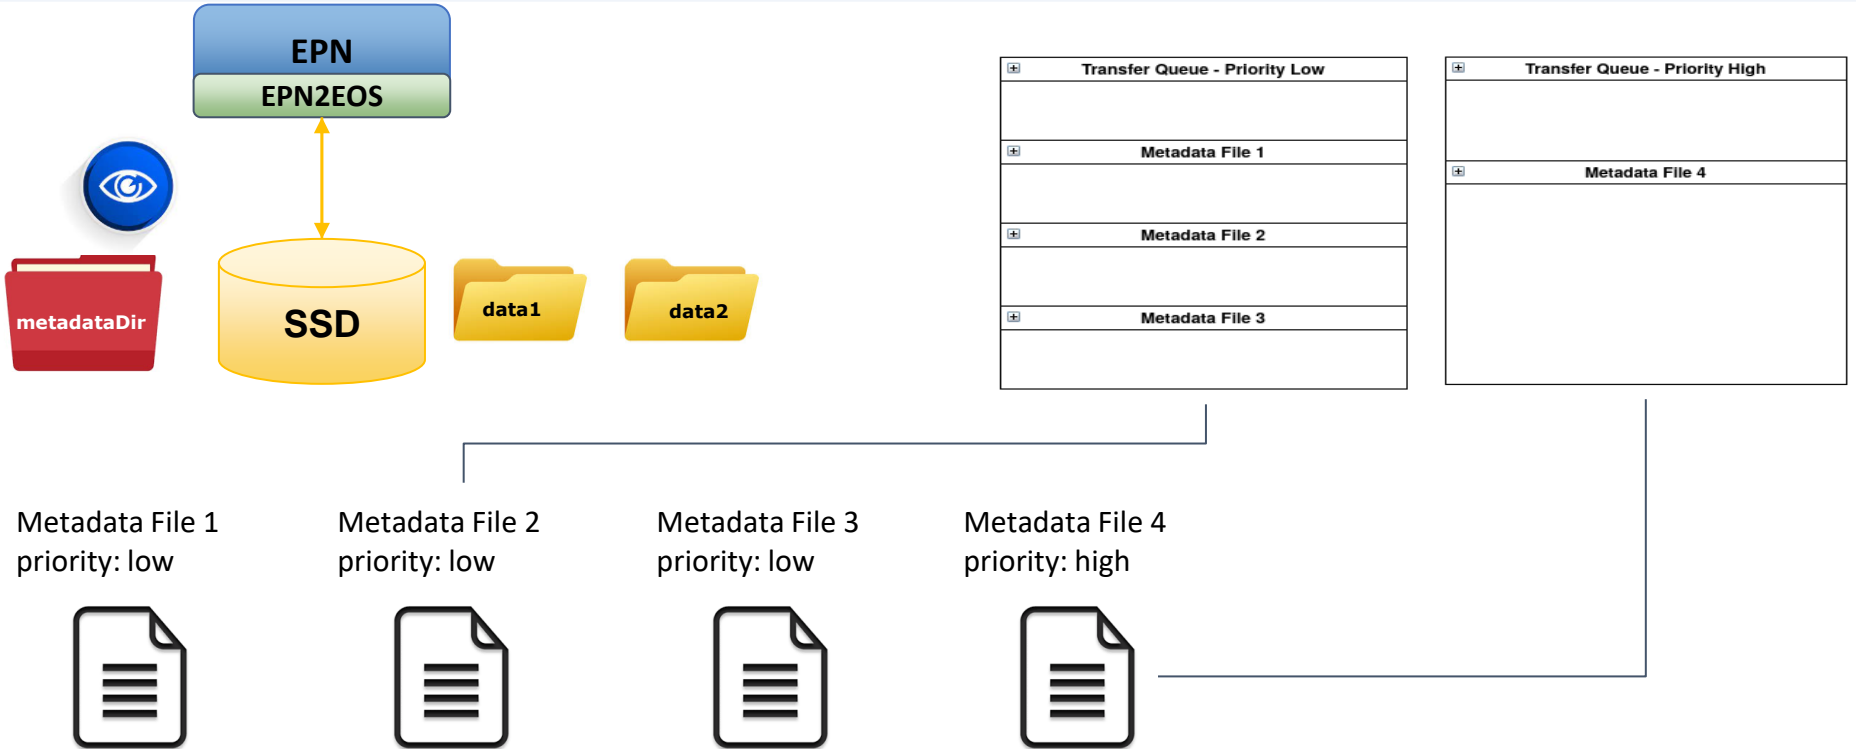 EPN
EPN2EOS
metadataDir
SSD
data1
data2
Transfer Queue - Priority Low
Metadata File 1
Metadata File 2
Metadata File 3
Transfer Queue - Priority High
Metadata File 4
Metadata File 1
priority: low
Metadata File 2
priority: low
Metadata File 3
priority: low
Metadata File 4
priority: high